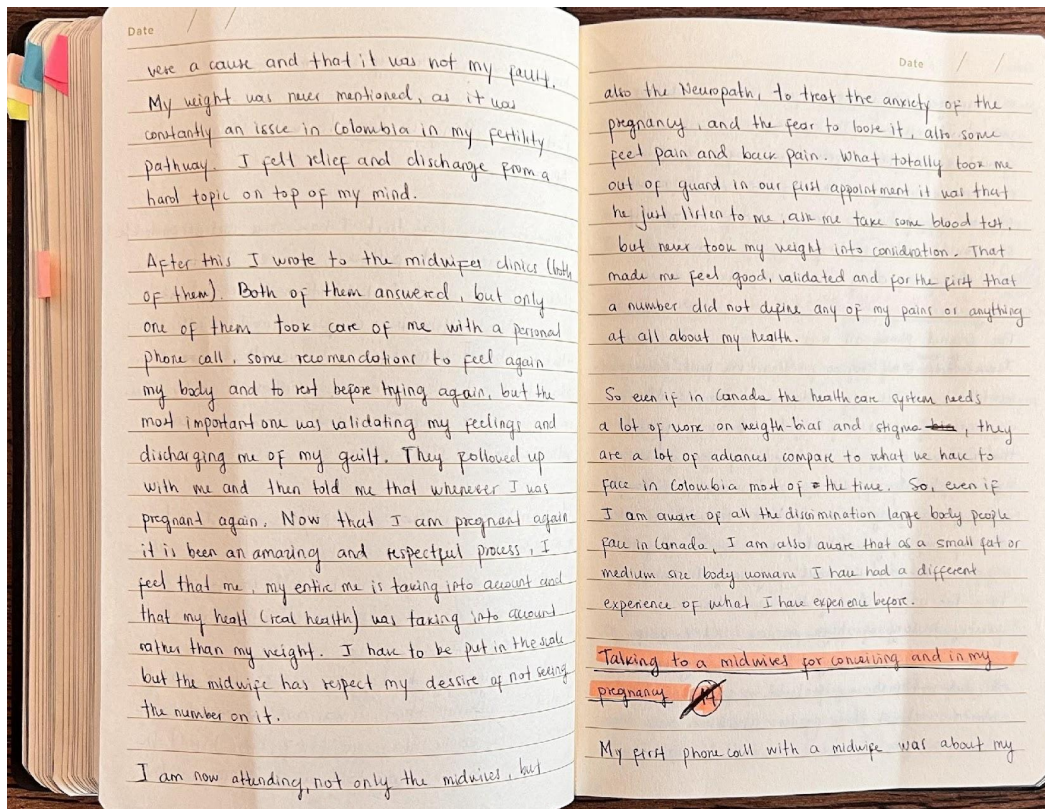 Date / /
were a cause and that it was not my fault.
My weight was never mentioned, as it was
constantly an issue in Colombia in my fertility
pathway. I fell relief and discharge from a
hard topic on top of my mind.
After this I wrote to the midwifes clinics (both
of them). Both of them answered, but only
one of them took care of me with a personal
phone call, some recomendations to feel again
my body and to rest before trying again, but the
most important one was validating my feelings and
discharging me of my guilt. They followed up
with me and then told me that whenever I was
pregnant again. Now that I am pregnant again
it is been an amazing and respectful process, I
feel that me, my entire me is taking into account and
that my healt (real health) was taking into account
rather than my weight. I have to be put in the scale
but the midwife has respect my dessire of not seeing
the number on it.
I am now attending, not only the midwives, but
Date / /
also the Neuropath, to treat the anxiety of the
pregnancy, and the fear to loose it, also some
feet pain and back pain. What totally took me
out of guard in our first appointment it was that
he just listen to me, ask me take some blood tst,
but never took my weight into considration. That
made me feel good, validated and for the first that
a number did not define any of my pains or anything
at all about my health.
So even if in Canada the health care system needs
a lot of work on weigth-bias and stigma, they
are a lot of advances compare to what we have to
face in Colombia most of the time. So, even if
I am aware of all the discrimination large body people
face in Canada, I am also aware that as a small fat or
medium size body womam I have had a different
experience of what I have experience before.
Talking to a midwives for conceiving and in my
pregnancy 14
My first phone call with a midwife was about my